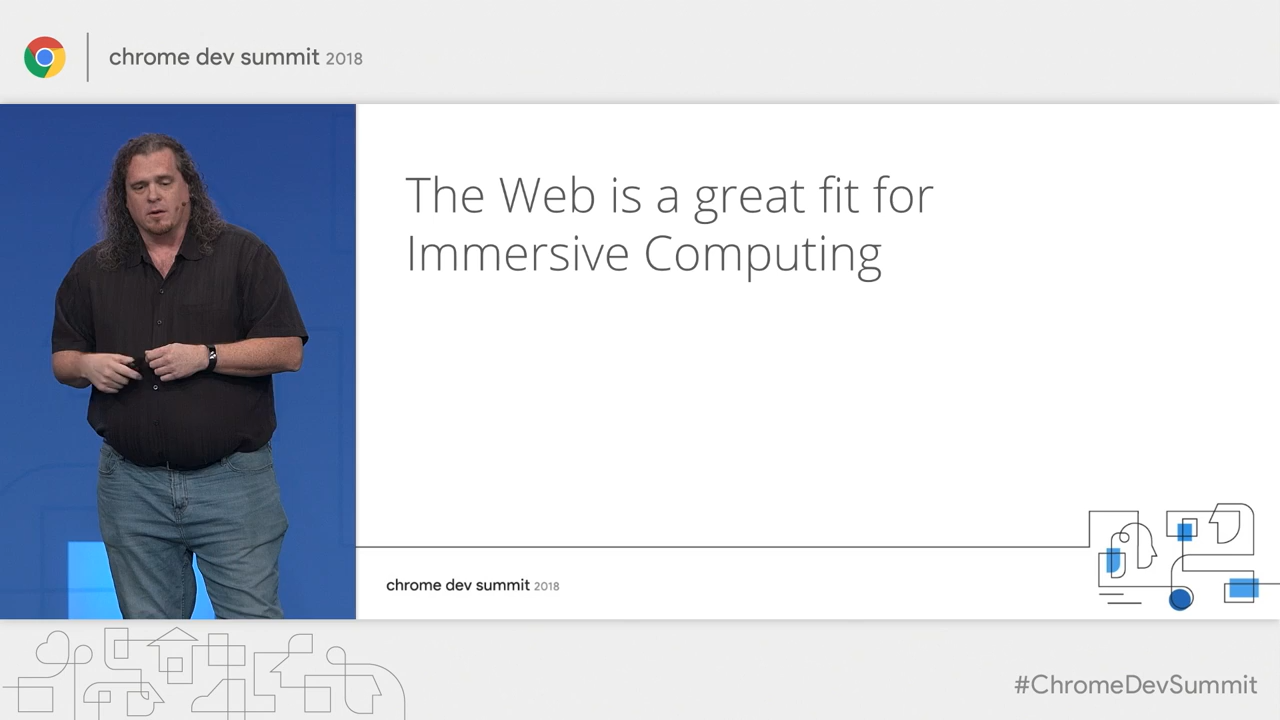 chrome dev summit 2018
The Web is a great fit for
Immersive Computing
chrome dev summit 2018
#ChromeDevSummit